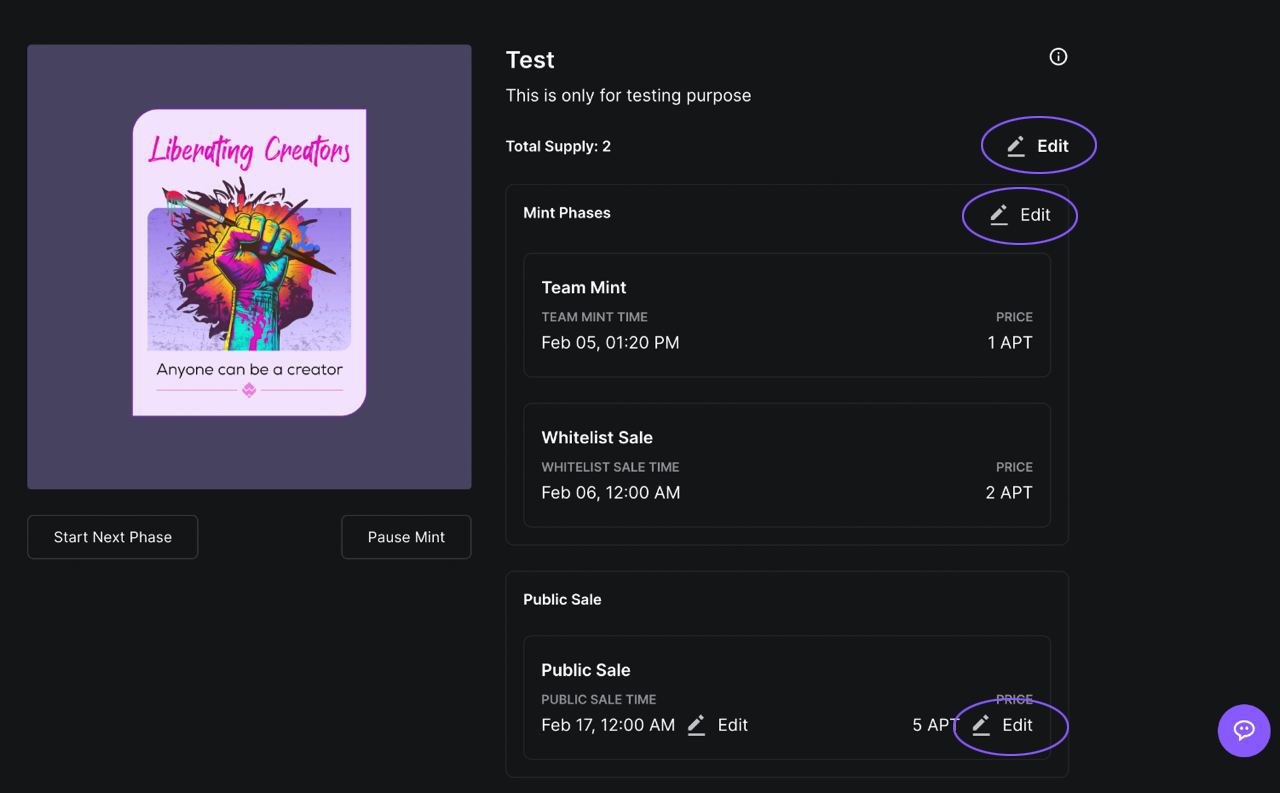 Liberating Creators
Anyone can be a creator
Start Next Phase
Pause Mint
Test
This is only for testing purpose
Total Supply: 2
Edit
Mint Phases
Edit
Team Mint
TEAM MINT TIME PRICE
Feb 05, 01:20 PM 1 APT
Whitelist Sale
WHITELIST SALE TIME PRICE
Feb 06, 12:00 AM 2 APT
Public Sale
Public Sale
PUBLIC SALE TIME PRICE
Feb 17, 12:00 AM Edit 5 APT Edit